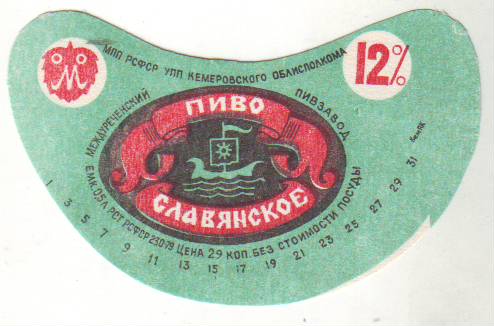 МПП РСФСР УПП КЕМЕРОВСКОГО ОБЛИСПОЛКОМА
12%
М
МЕЖДУРЕЧЕНСКИЙ ПИВЗАВОД
ПИВО
СЛАВЯНСКОЕ
ЕМК. 0,5 Л. РСТ РСФСР 230-79 ЦЕНА 29 КОП. БЕЗ СТОИМОСТИ ПОСУДЫ
1 3 5 7 9 11 13 15 17 19 21 23 25 27 29 31